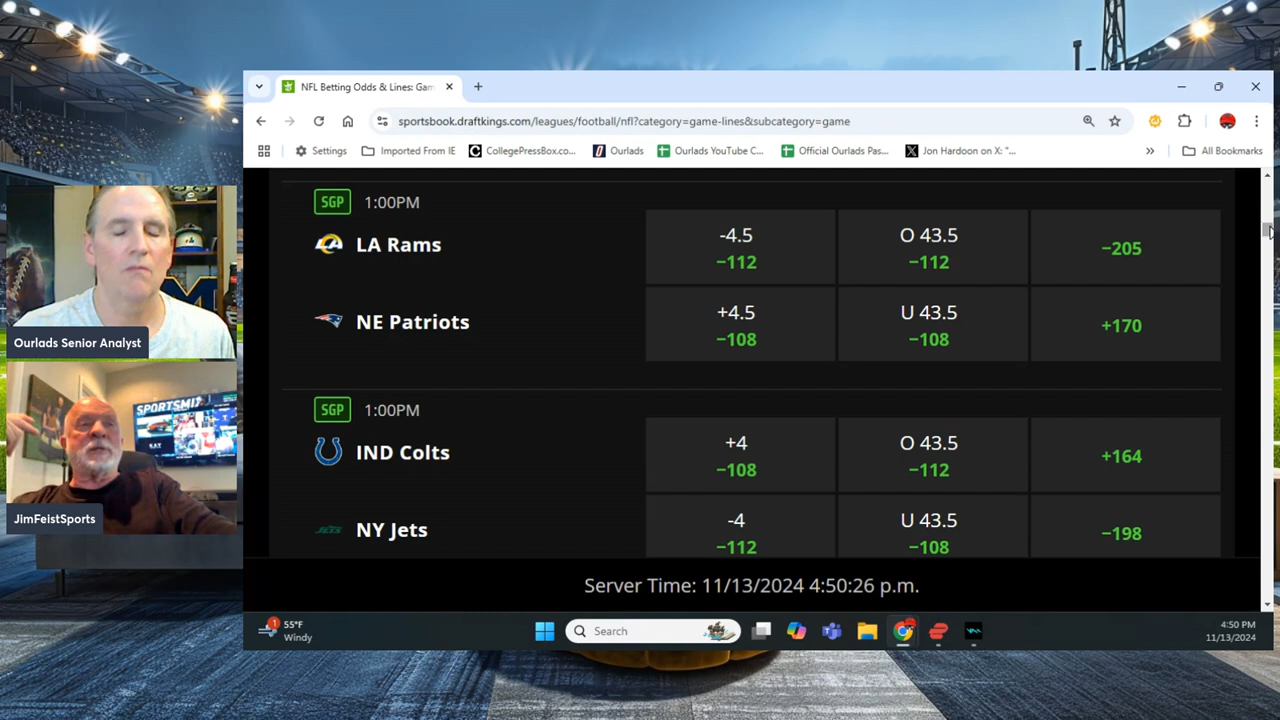 NFL Betting Odds & Lines: Gam
sportsbook.draftkings.com/leagues/football/nfl?category=game-lines&subcategory=game
Settings Imported From IE CollegePressBox.co... Ourlads Ourlads YouTube C... Official Ourlads Pas... Jon Hardoon on X: "... » All Bookmarks
SGP 1:00PM
LA Rams -4.5 O 43.5 −205
−112 −112
NE Patriots +4.5 U 43.5 +170
−108 −108
SGP 1:00PM
IND Colts +4 O 43.5 +164
−108 −112
JETS NY Jets -4 U 43.5 −198
−112 −108
Server Time: 11/13/2024 4:50:26 p.m.
Ourlads Senior Analyst
SPORTSMI
JimFeistSports
1 55°F
Windy
Search
4:50 PM
11/13/2024